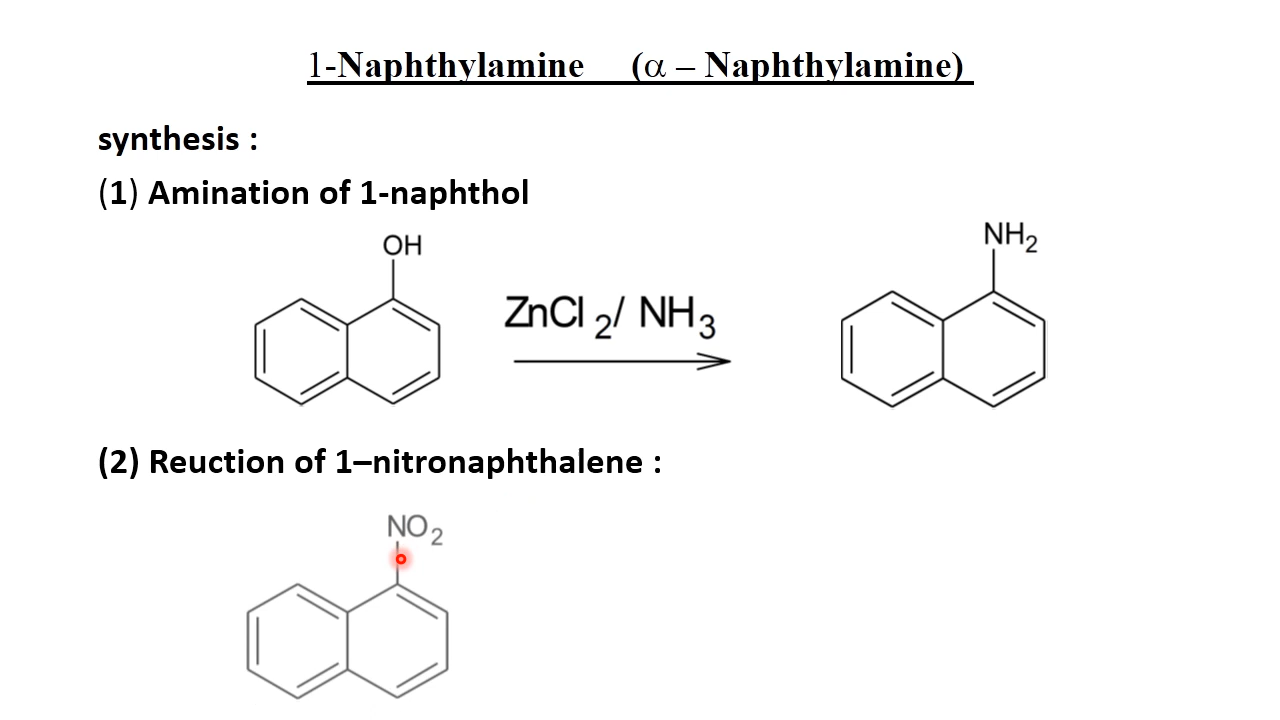 1-Naphthylamine (α – Naphthylamine)
synthesis :
(1) Amination of 1-naphthol
OH
ZnCl2/ NH3
NH2
(2) Reuction of 1–nitronaphthalene :
NO2